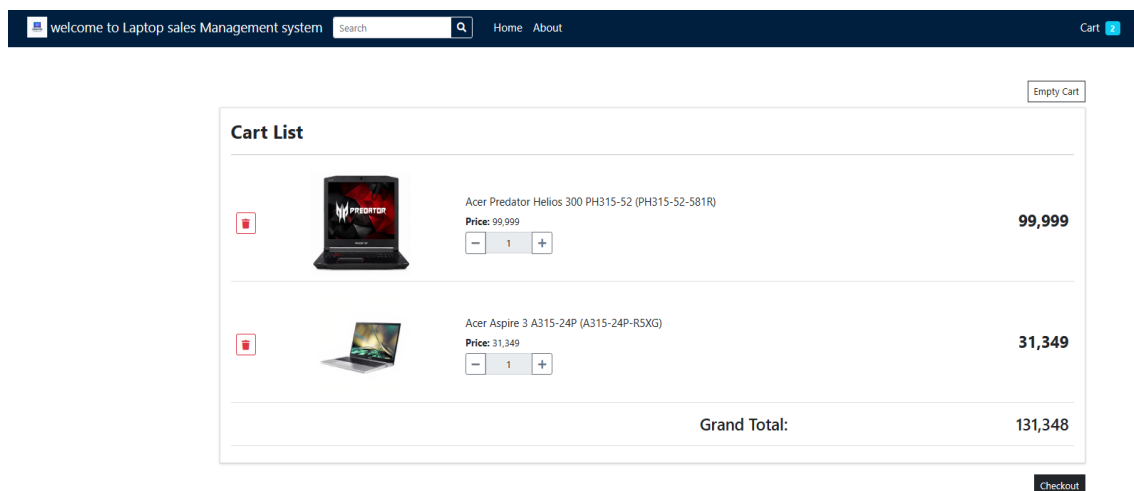 welcome to Laptop sales Management system Search Home About Cart 2
Empty Cart
Cart List
PREDATOR
Acer Predator Helios 300 PH315-52 (PH315-52-581R)
Price: 99,999
99,999
− 1 +
Acer Aspire 3 A315-24P (A315-24P-R5XG)
Price: 31,349
31,349
− 1 +
Grand Total: 131,348
Checkout